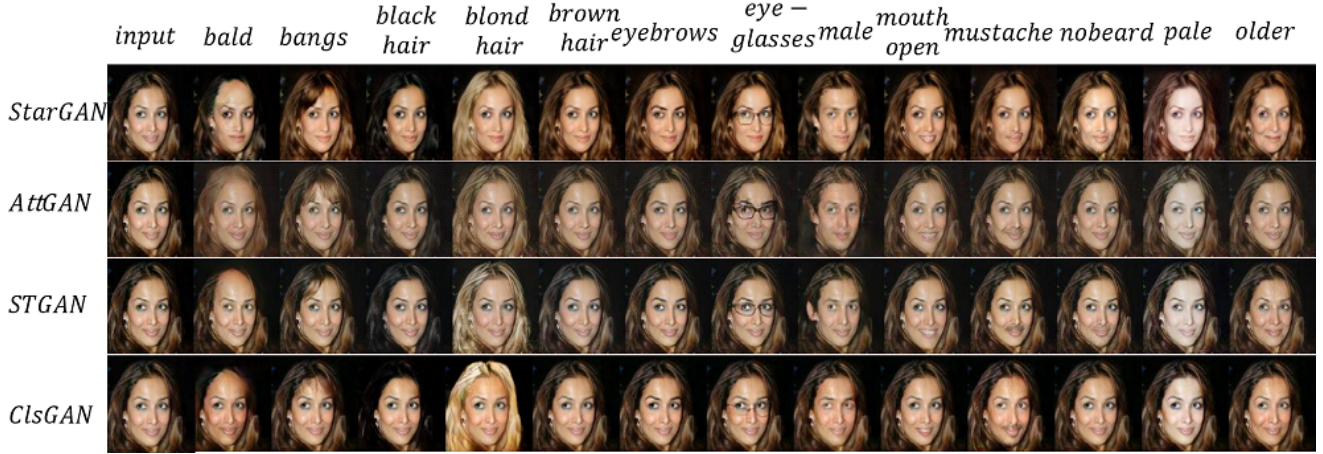 input bald bangs black hair blond hair brown hair eyebrows eye – glasses male mouth open mustache nobeard pale older
StarGAN
AttGAN
STGAN
ClsGAN